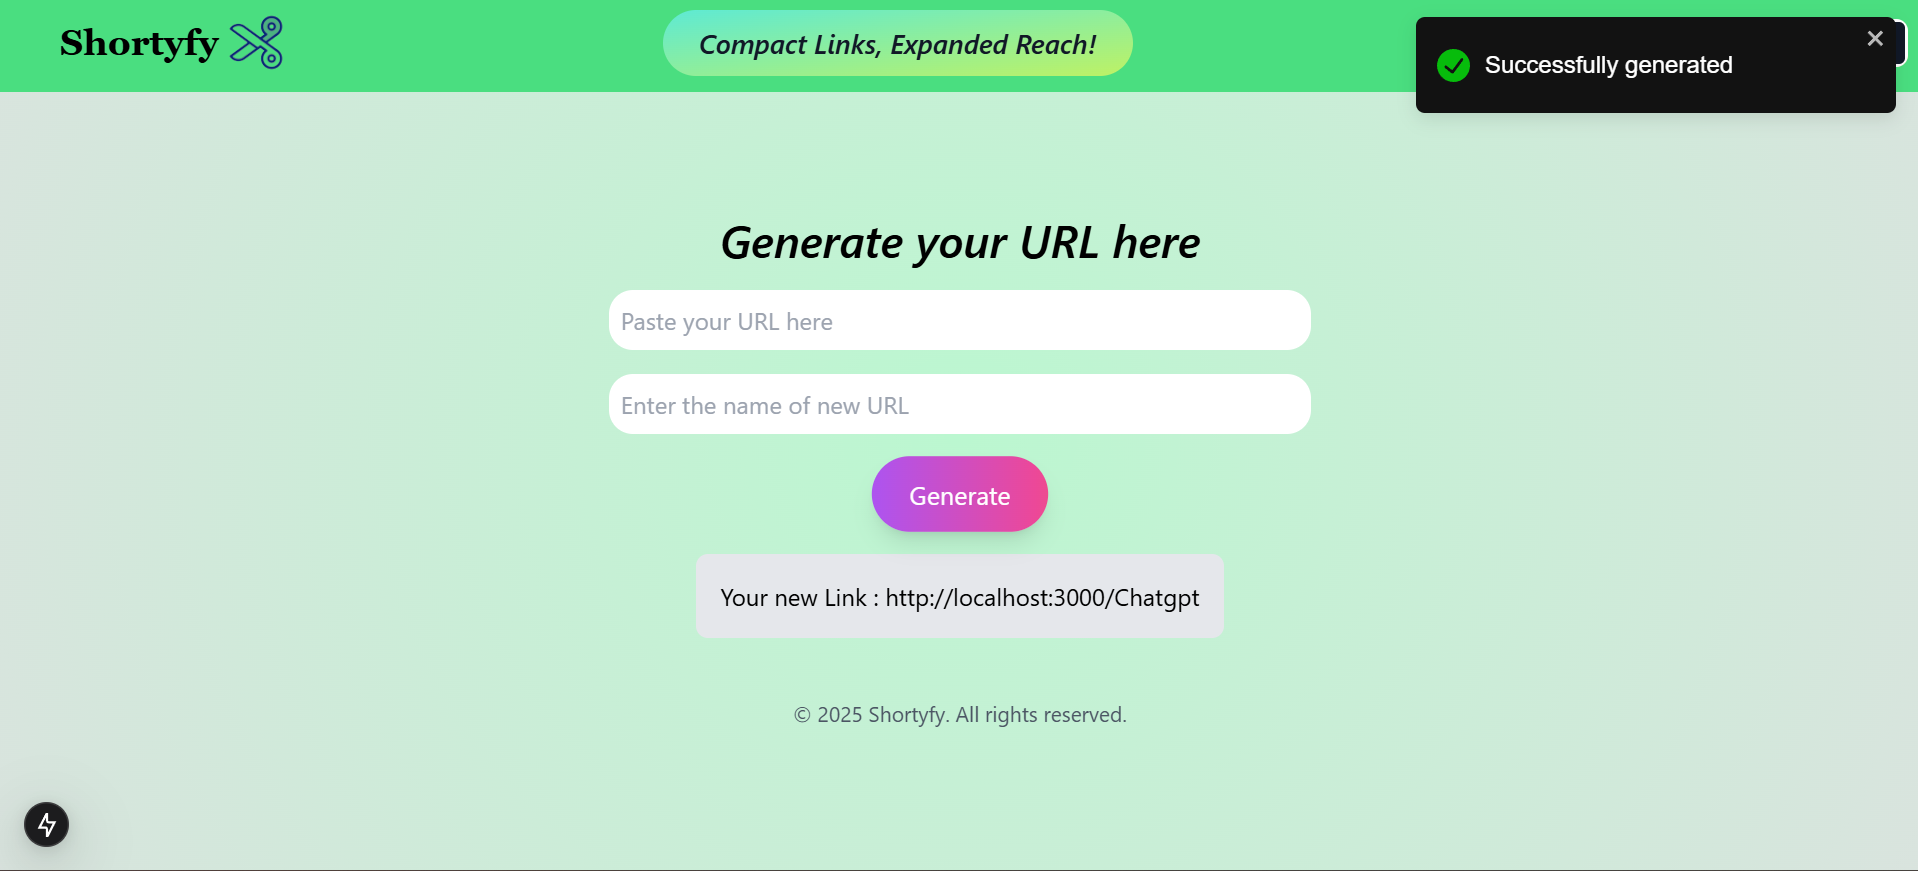 Shortyfy
Compact Links, Expanded Reach!
Successfully generated
Generate your URL here
Paste your URL here
Enter the name of new URL
Generate
Your new Link : http://localhost:3000/Chatgpt
© 2025 Shortyfy. All rights reserved.